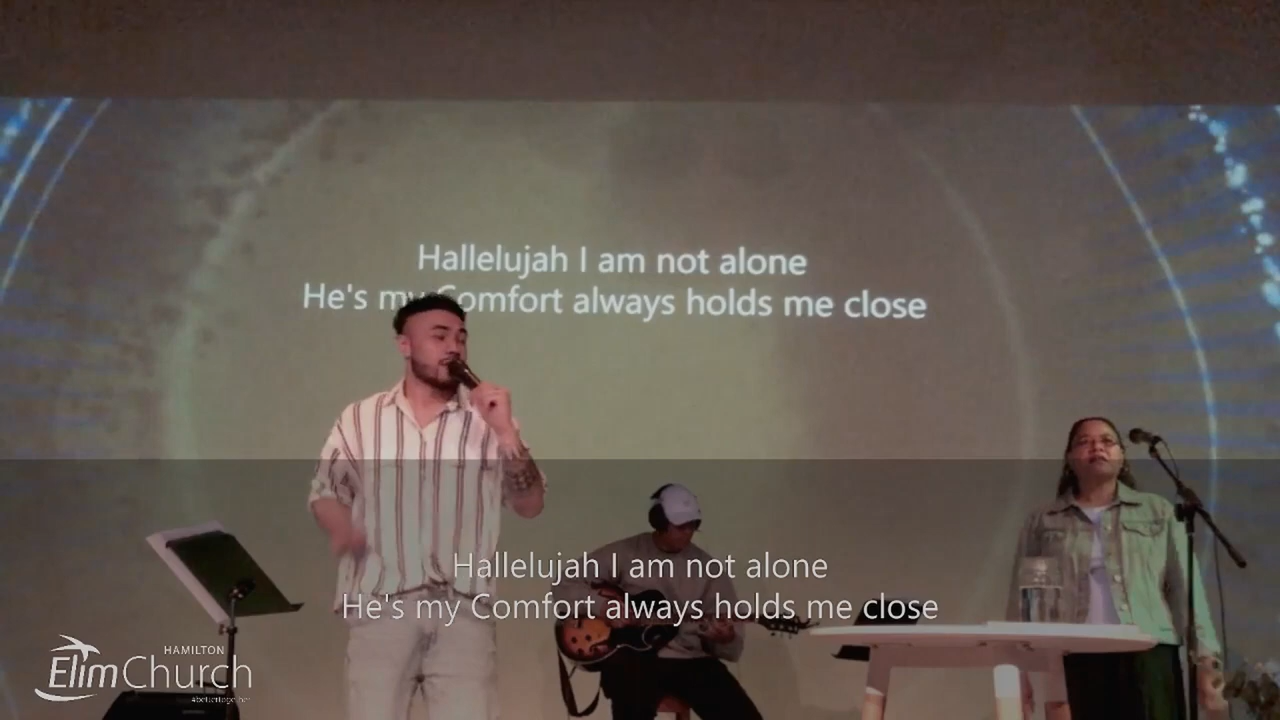 Hallelujah I am not alone
He's my Comfort always holds me close
Hallelujah I am not alone
He's my Comfort always holds me close
HAMILTON
ElimChurch
#bettertogether